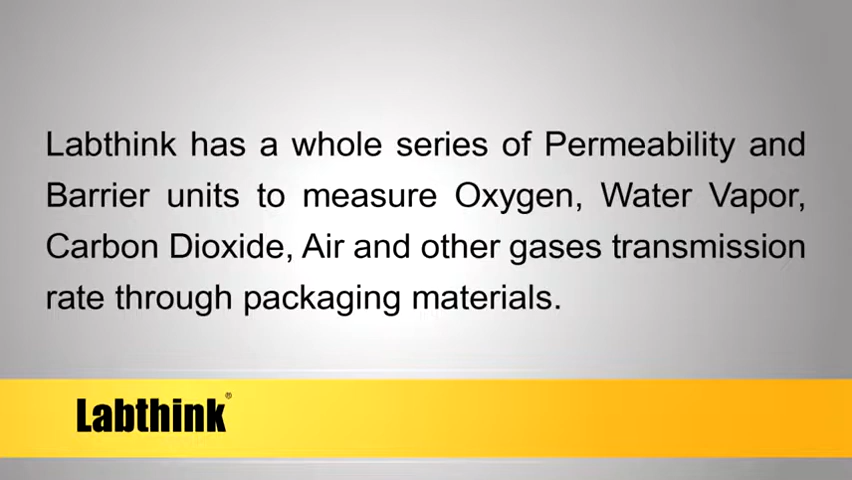 Labthink has a whole series of Permeability and
Barrier units to measure Oxygen, Water Vapor,
Carbon Dioxide, Air and other gases transmission
rate through packaging materials.
Labthink®